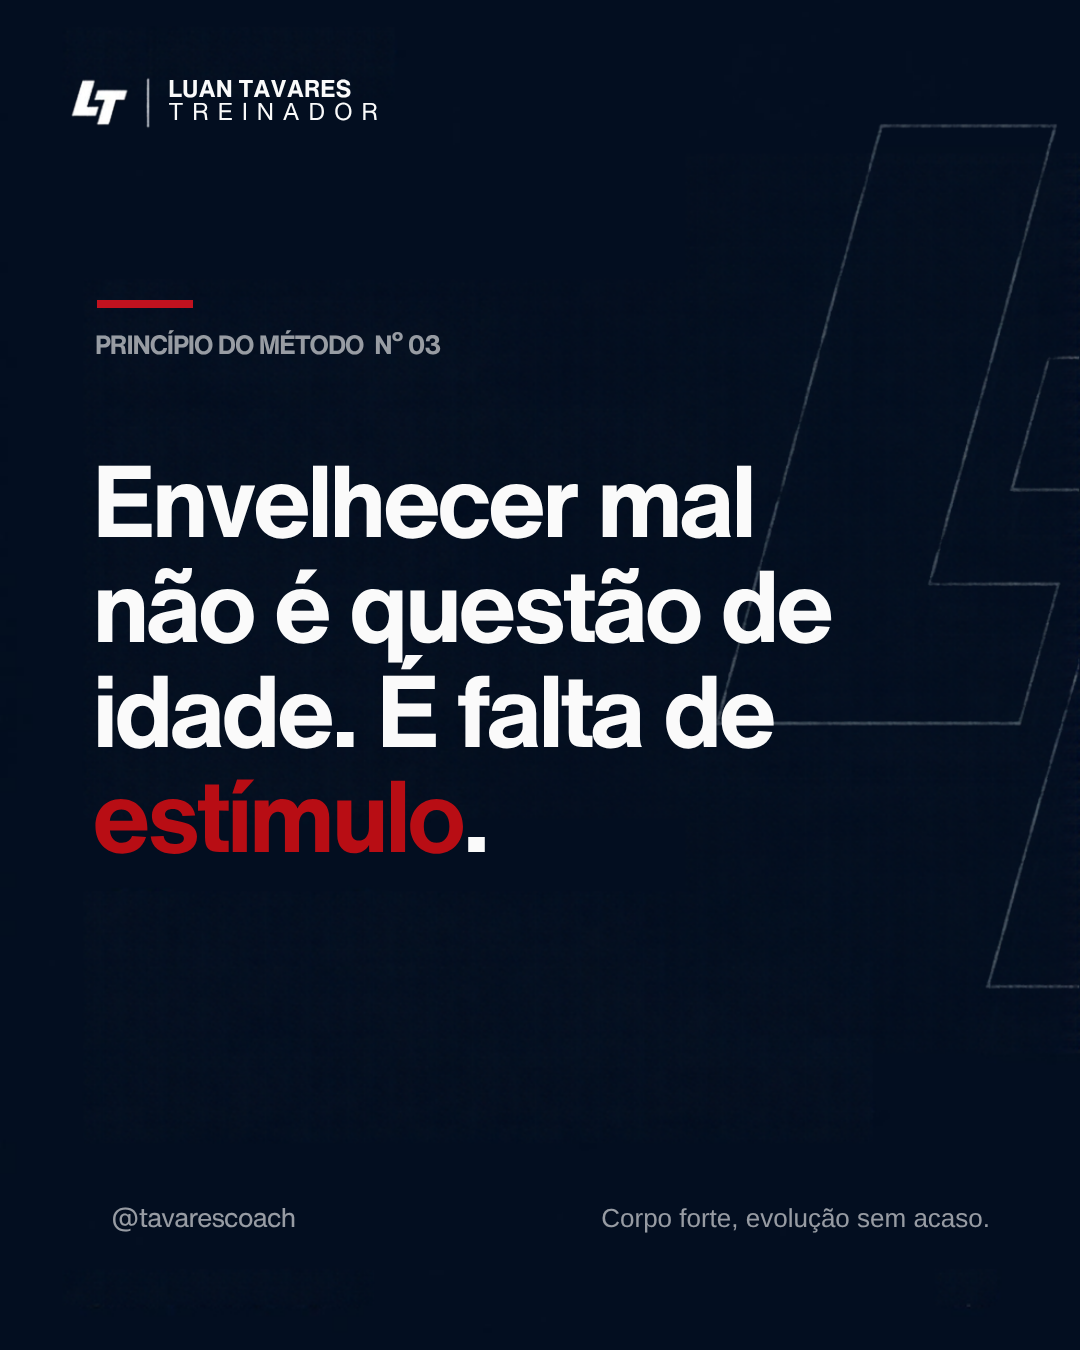 LT
LUAN TAVARES
TREINADOR
PRINCÍPIO DO MÉTODO Nº 03
Envelhecer mal
não é questão de
idade. É falta de
estímulo.
@tavarescoach
Corpo forte, evolução sem acaso.